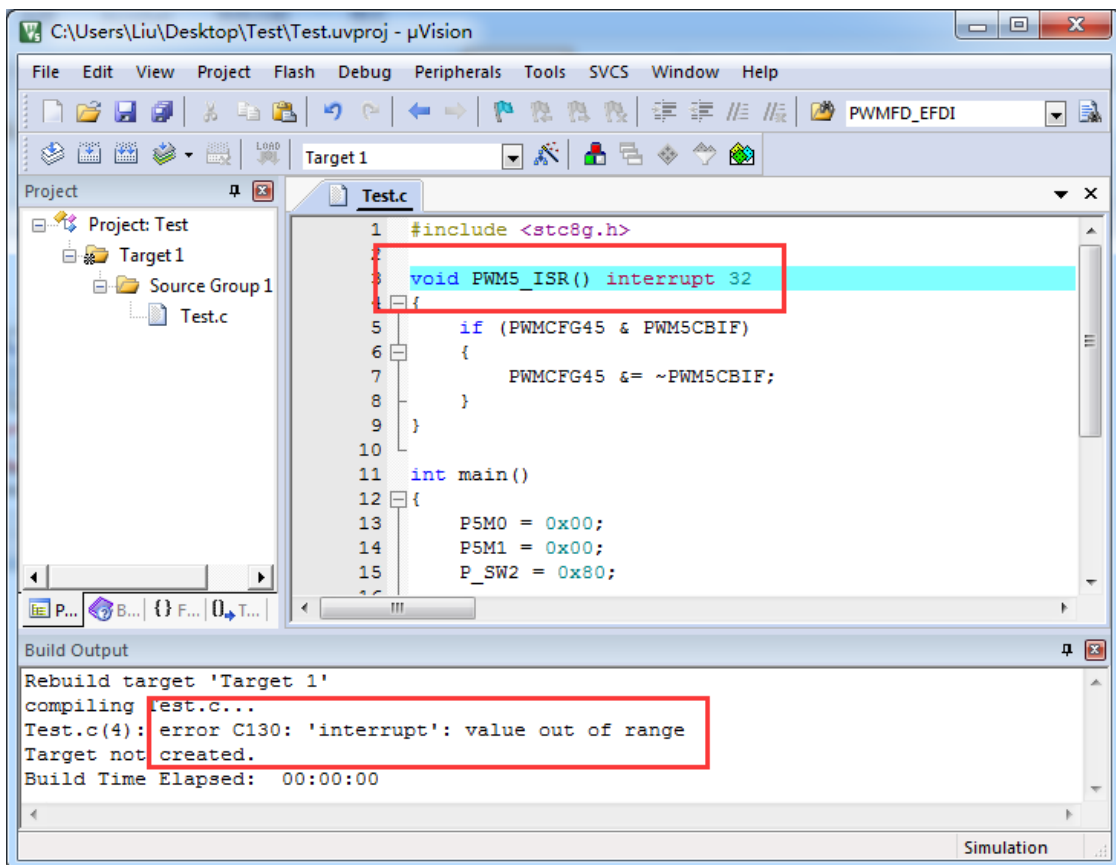 C:\Users\Liu\Desktop\Test\Test.uvproj - µVision
File Edit View Project Flash Debug Peripherals Tools SVCS Window Help
PWMFD_EFDI
LOAD Target 1
Project
Test.c
Project: Test
Target 1
Source Group 1
Test.c
1 #include <stc8g.h>
2
3 void PWM5_ISR() interrupt 32
4 {
5 if (PWMCFG45 & PWM5CBIF)
6 {
7 PWMCFG45 &= ~PWM5CBIF;
8 }
9 }
10
11 int main()
12 {
13 P5M0 = 0x00;
14 P5M1 = 0x00;
15 P_SW2 = 0x80;
P... B... {} F... 0 T...
Build Output
Rebuild target 'Target 1'
compiling Test.c...
Test.c(4): error C130: 'interrupt': value out of range
Target not created.
Build Time Elapsed: 00:00:00
Simulation